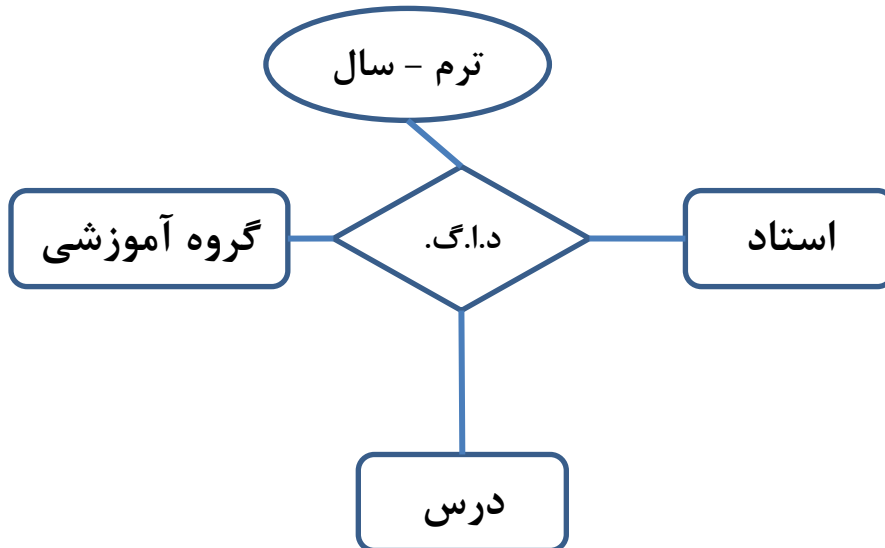 ترم - سال
استاد
د.ا.گ.
گروه آموزشی
درس